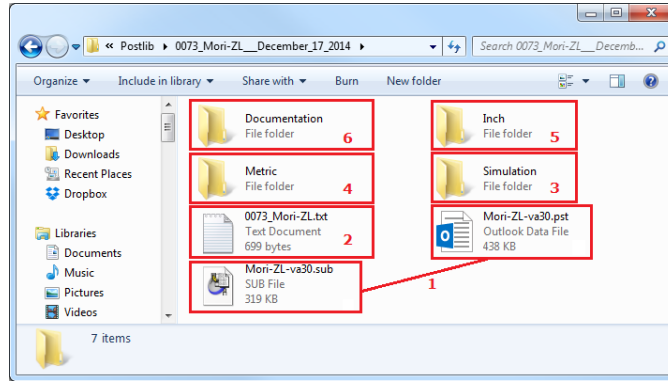 « Postlib ▸ 0073_Mori-ZL__December_17_2014 ▸
Search 0073_Mori-ZL__Decemb...
Organize ▾ Include in library ▾ Share with ▾ Burn New folder
Favorites
Desktop
Downloads
Recent Places
Dropbox
Libraries
Documents
Music
Pictures
Videos
Documentation
File folder
6
Inch
File folder
5
Metric
File folder
4
Simulation
File folder
3
0073_Mori-ZL.txt
Text Document
699 bytes
2
Mori-ZL-va30.pst
Outlook Data File
438 KB
Mori-ZL-va30.sub
SUB File
319 KB
1
7 items